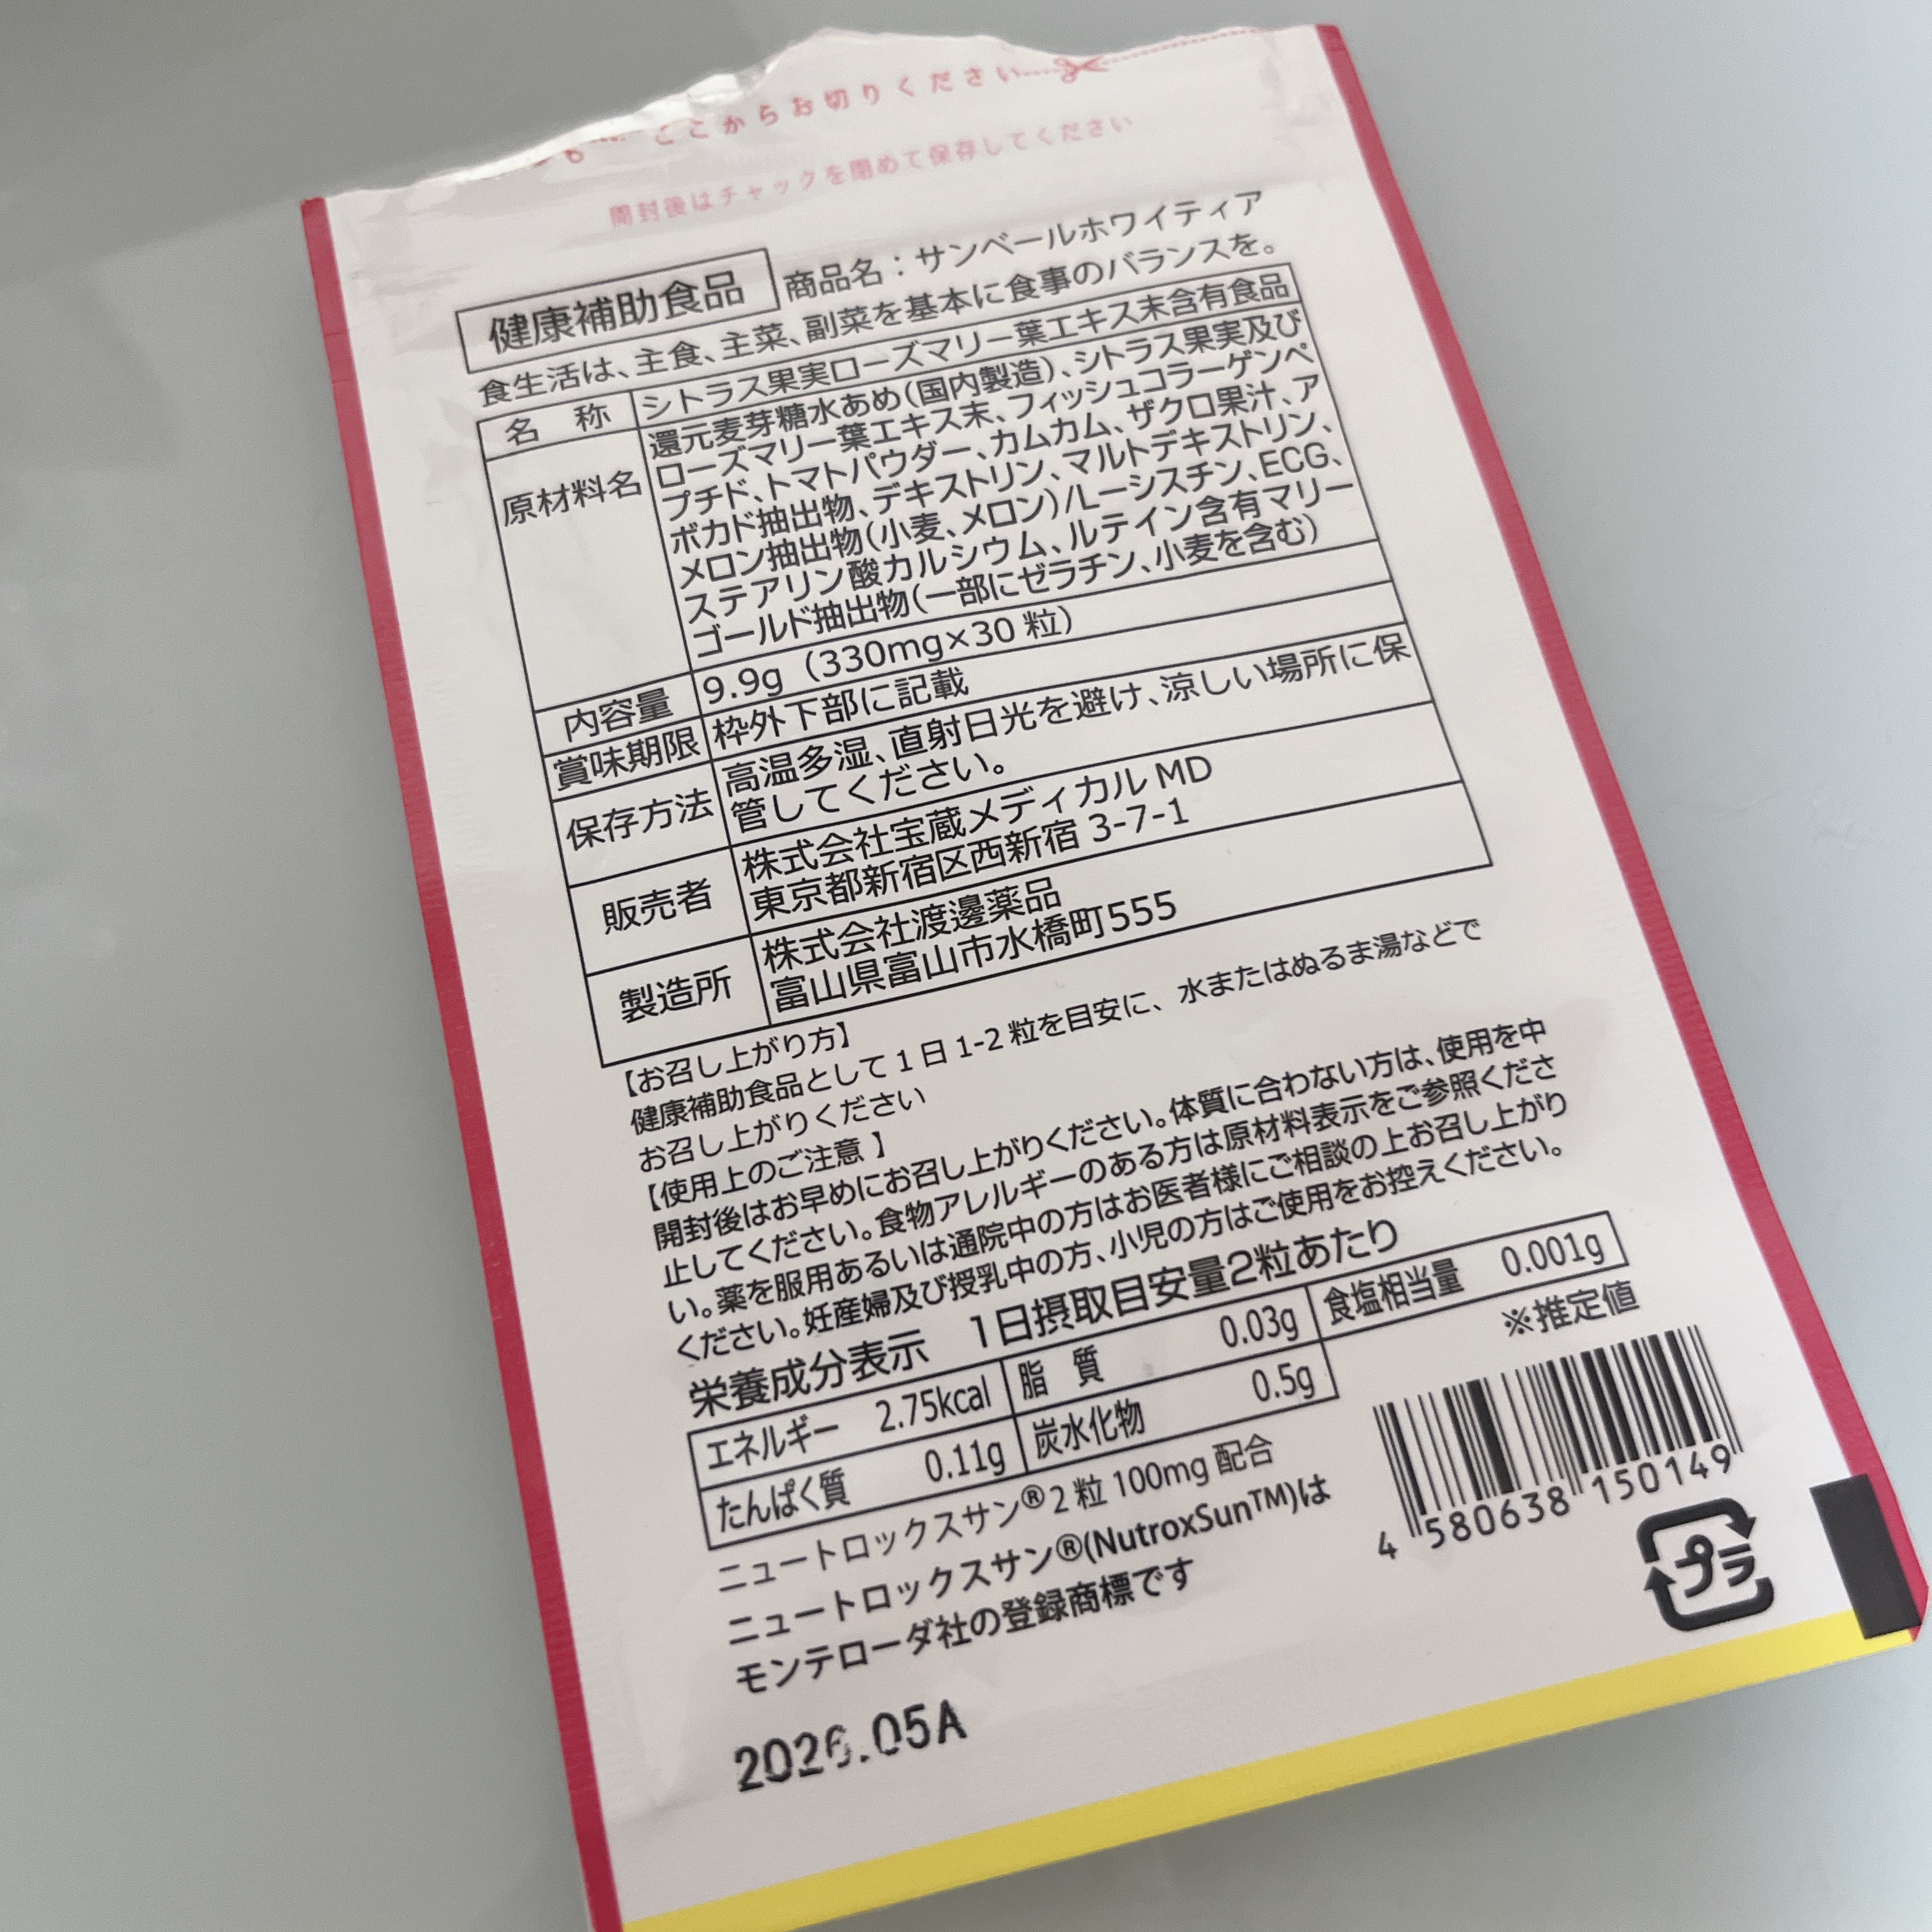 ここからお切りください
開封後はチャックを閉めて保存してください
健康補助食品 商品名：サンベールホワイティア
食生活は、主食、主菜、副菜を基本に食事のバランスを。
名 称 シトラス果実ローズマリー葉エキス末含有食品
原材料名 還元麦芽糖水あめ(国内製造)、シトラス果実及び
ローズマリー葉エキス末、フィッシュコラーゲンペ
プチド、トマトパウダー、カムカム、ザクロ果汁、ア
ボカド抽出物、デキストリン、マルトデキストリン、
メロン抽出物(小麦、メロン)/L-シスチン、ECG、
ステアリン酸カルシウム、ルテイン含有マリー
ゴールド抽出物(一部にゼラチン、小麦を含む)
内容量 9.9g（330mg×30 粒）
賞味期限 枠外下部に記載
保存方法 高温多湿、直射日光を避け、涼しい場所に保
管してください。
販売者 株式会社宝蔵メディカル MD
東京都新宿区西新宿 3-7-1
製造所 株式会社渡邊薬品
富山県富山市水橋町555
【お召し上がり方】
健康補助食品として 1 日 1-2 粒を目安に、水またはぬるま湯などで
お召し上がりください
【使用上のご注意 】
開封後はお早めにお召し上がりください。体質に合わない方は、使用を中
止してください。食物アレルギーのある方は原材料表示をご参照くださ
い。薬を服用あるいは通院中の方はお医者様にご相談の上お召し上がり
ください。妊産婦及び授乳中の方、小児の方はご使用をお控えください。
栄養成分表示 1日摂取目安量2粒あたり
エネルギー 2.75kcal 脂 質 0.03g 食塩相当量 0.001g
たんぱく質 0.11g 炭水化物 0.5g ※推定値
ニュートロックスサン®2 粒 100mg 配合
ニュートロックスサン®(NutroxSun™)は
モンテローダ社の登録商標です
4 580638 150149
プラ
2026.05A